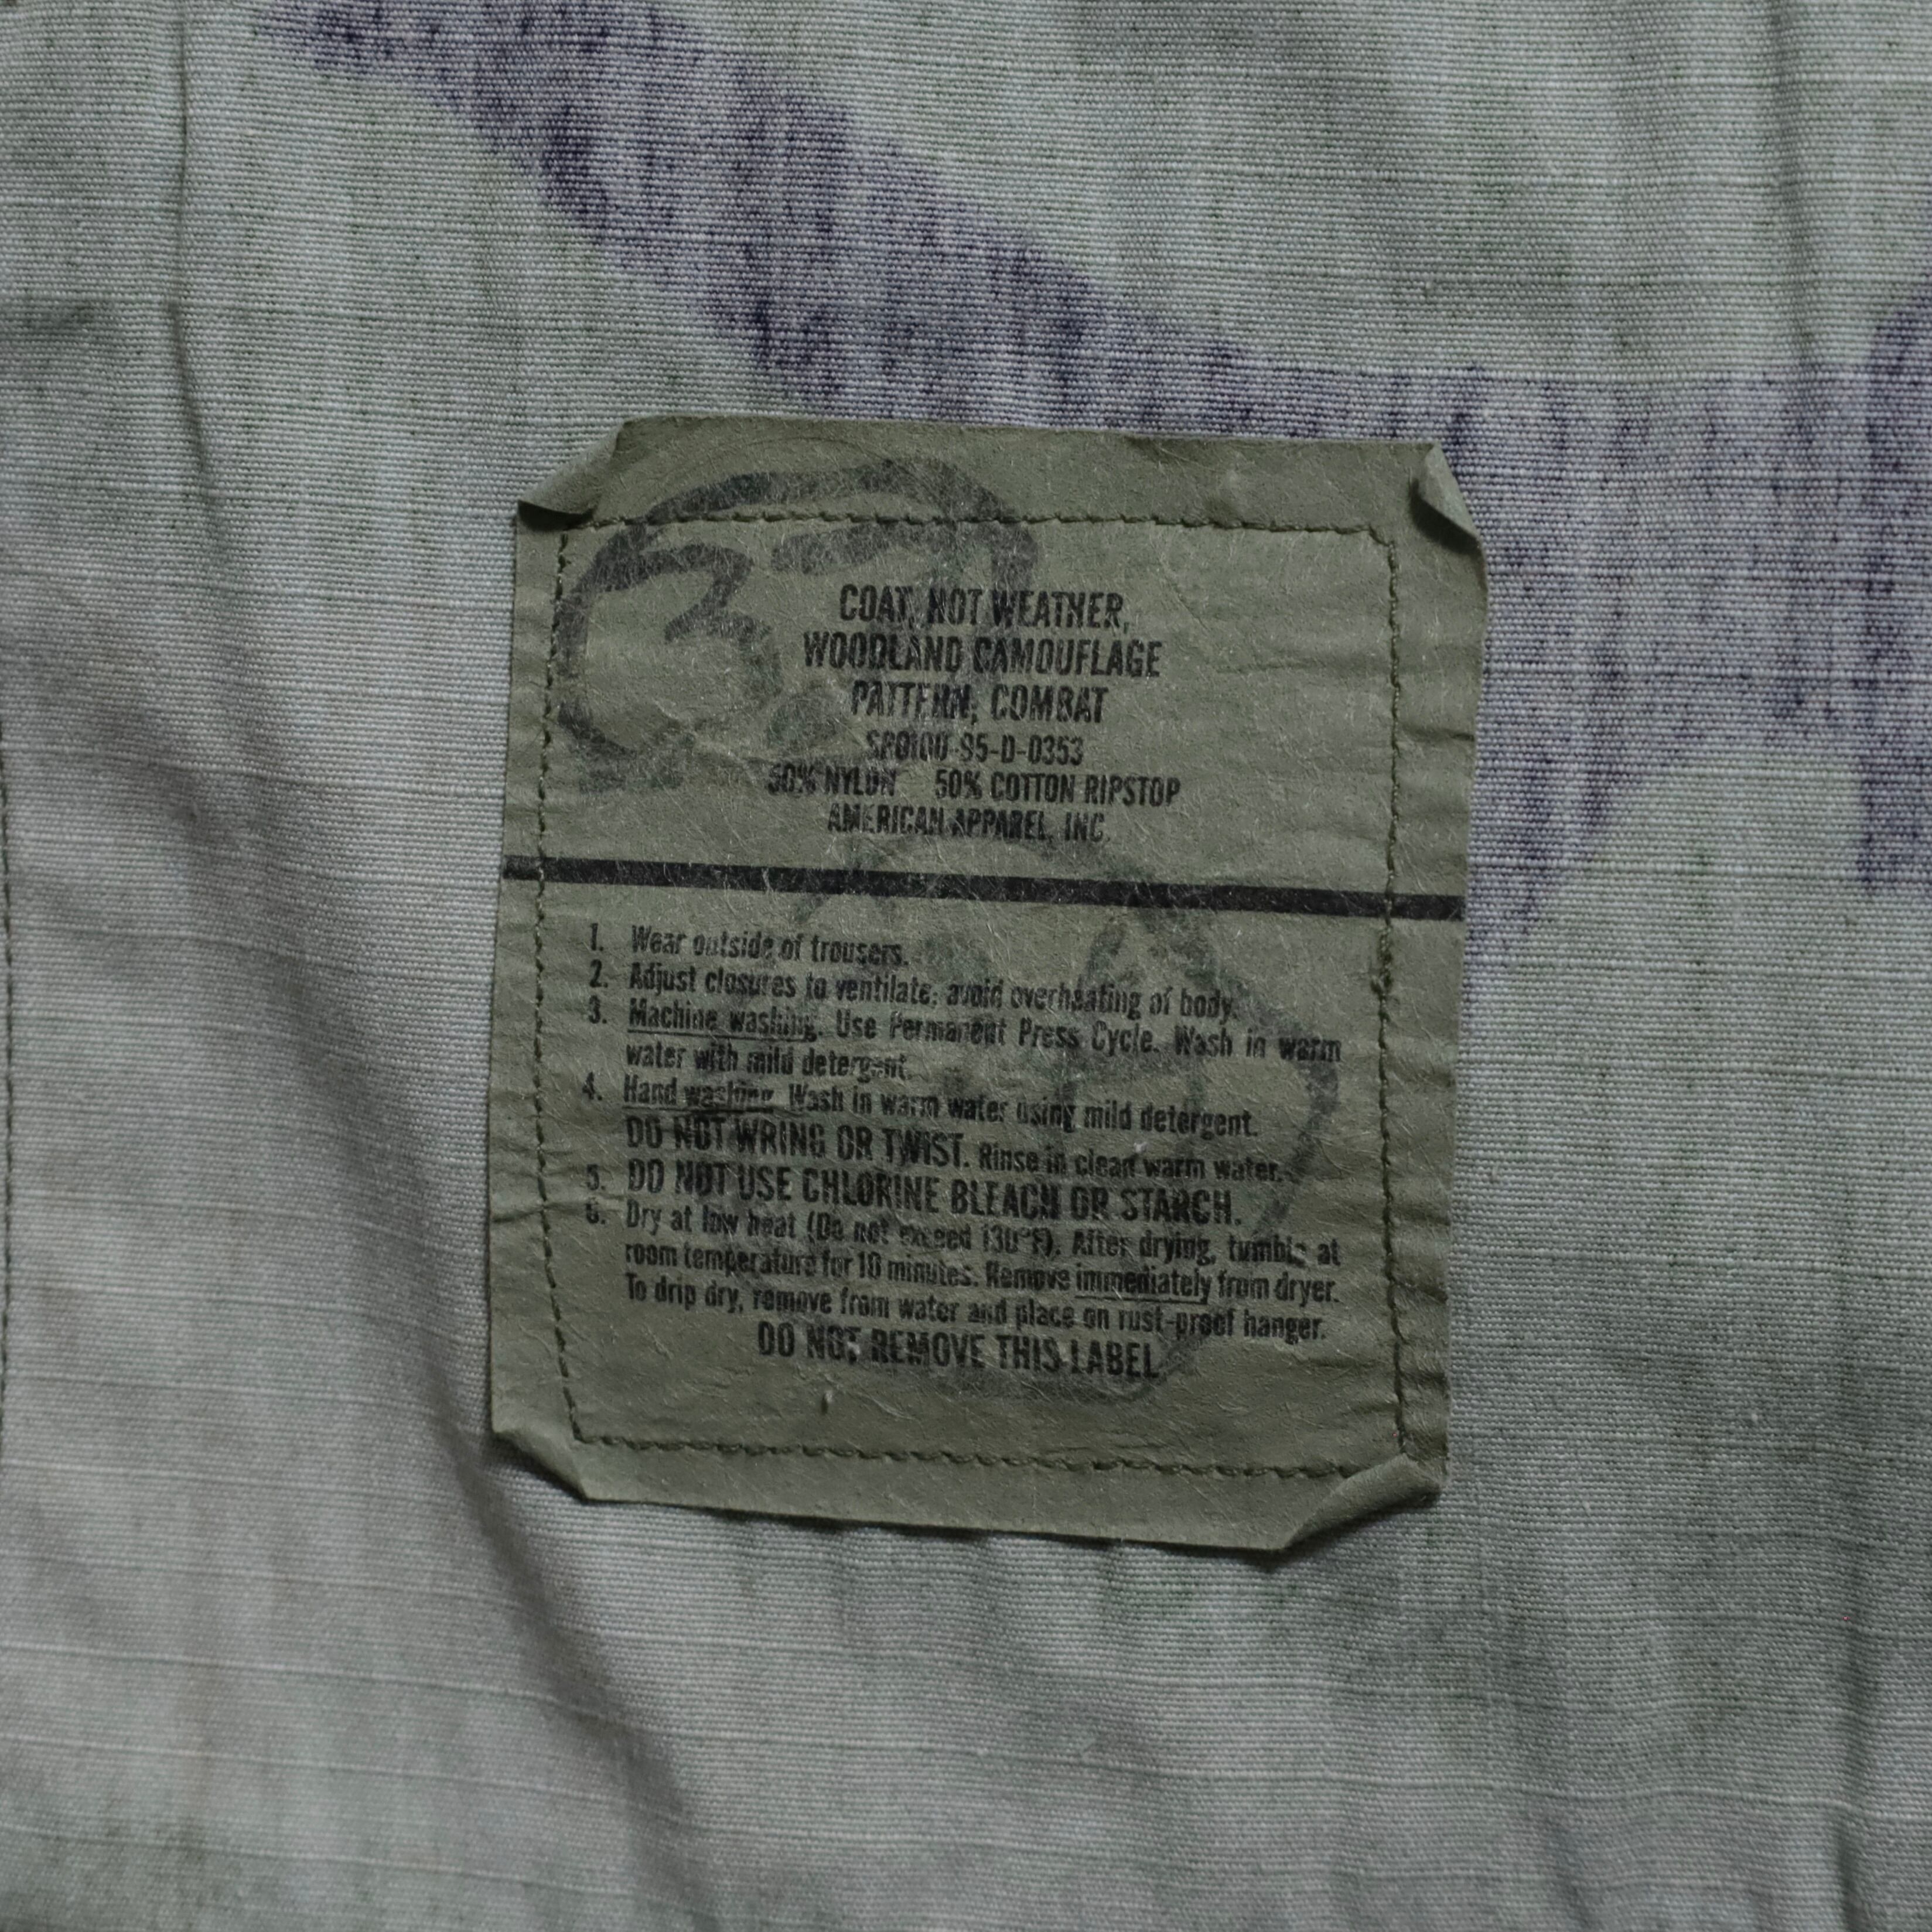 COAT, HOT WEATHER,
WOODLAND CAMOUFLAGE
PATTERN, COMBAT
SPO100-95-D-0353
50% NYLON 50% COTTON RIPSTOP
AMERICAN APPAREL, INC.
1. Wear outside of trousers.
2. Adjust closures to ventilate; avoid overheating of body.
3. Machine washing. Use Permanent Press Cycle. Wash in warm
water with mild detergent.
4. Hand washing. Wash in warm water using mild detergent.
DO NOT WRING OR TWIST. Rinse in clean warm water.
5. DO NOT USE CHLORINE BLEACH OR STARCH.
6. Dry at low heat (Do not exceed 130°F). After drying, tumble at
room temperature for 10 minutes. Remove immediately from dryer.
To drip dry, remove from water and place on rust-proof hanger.
DO NOT REMOVE THIS LABEL